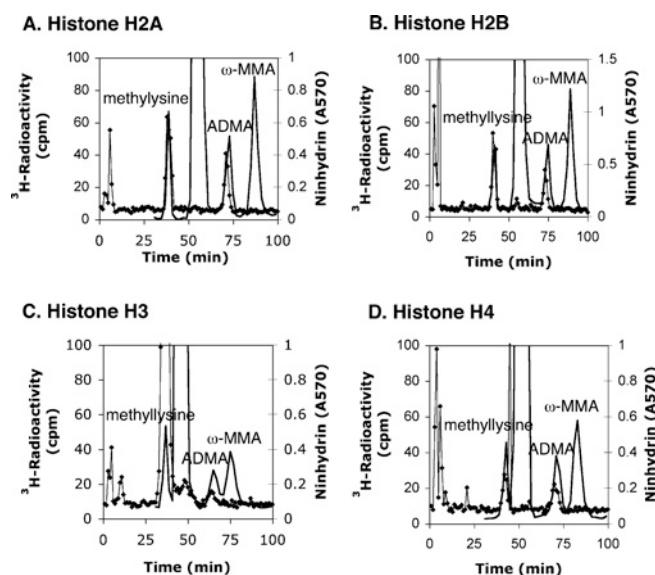 A. Histone H2A
³H-Radioactivity
(cpm)
100
80
60
40
20
0
methylysine
ADMA
ω-MMA
1
0.8
0.6
0.4
0.2
0
Ninhydrin (A570)
0 25 50 75 100
Time (min)
B. Histone H2B
³H-Radioactivity
(cpm)
100
80
60
40
20
0
methyllysine
ADMA
ω-MMA
1.5
1
0.5
0
Ninhydrin (A570)
0 25 50 75 100
Time (min)
C. Histone H3
³H-Radioactivity
(cpm)
100
80
60
40
20
0
methyllysine
ADMA
ω-MMA
1
0.8
0.6
0.4
0.2
0
Ninhydrin (A570)
0 25 50 75 100
Time (min)
D. Histone H4
³H-Radioactivity
(cpm)
100
80
60
40
20
0
methyllysine
ADMA
ω-MMA
1
0.8
0.6
0.4
0.2
0
Ninhydrin (A570)
0 25 50 75 100
Time (min)